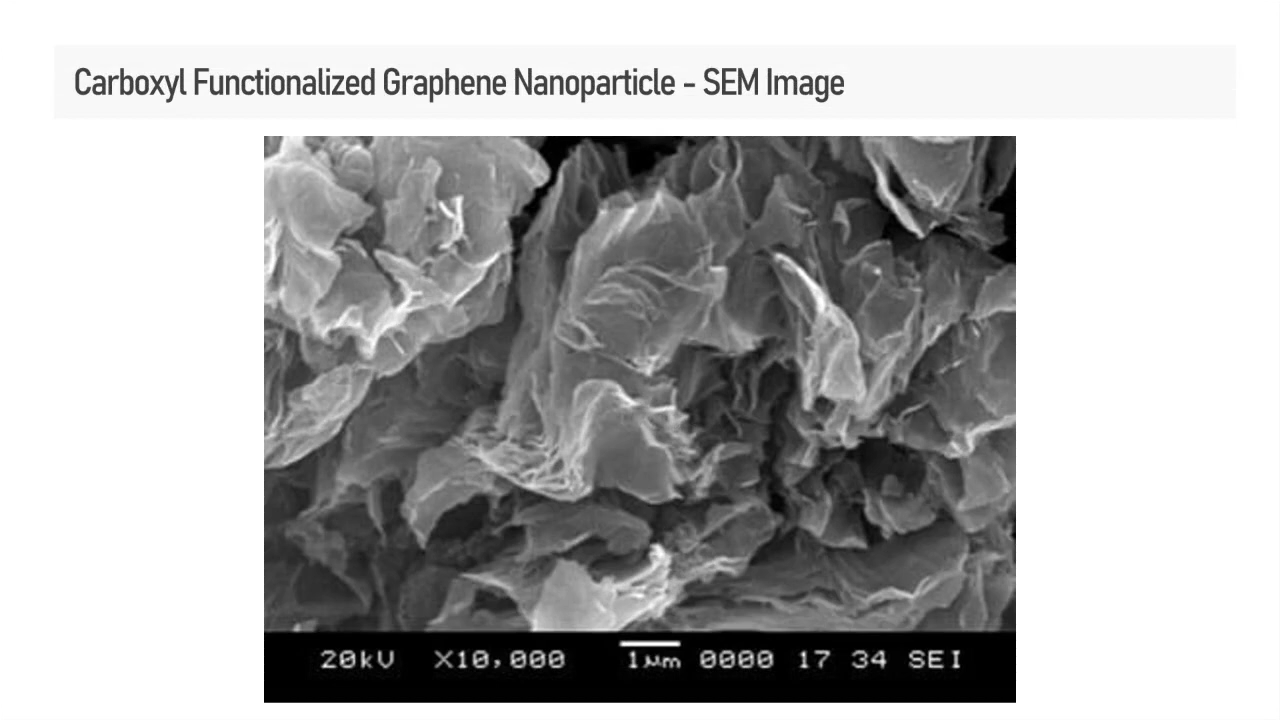 Carboxyl Functionalized Graphene Nanoparticle - SEM Image
20kV X10,000 1μm 0000 17 34 SEI